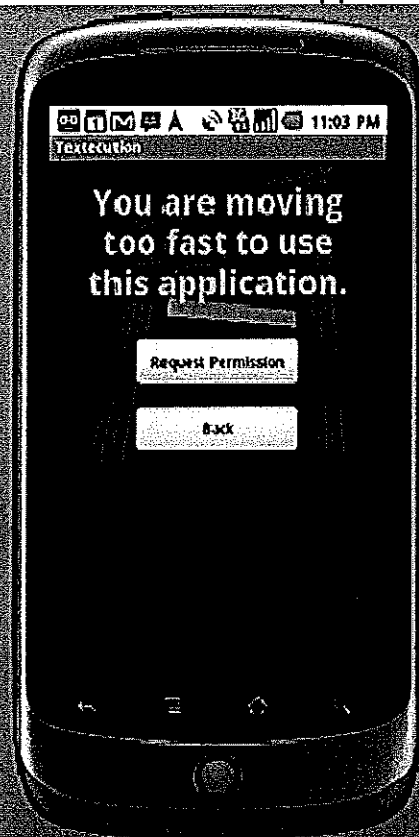 11:03 PM
Textecution
You are moving
too fast to use
this application.
Request Permission
Back